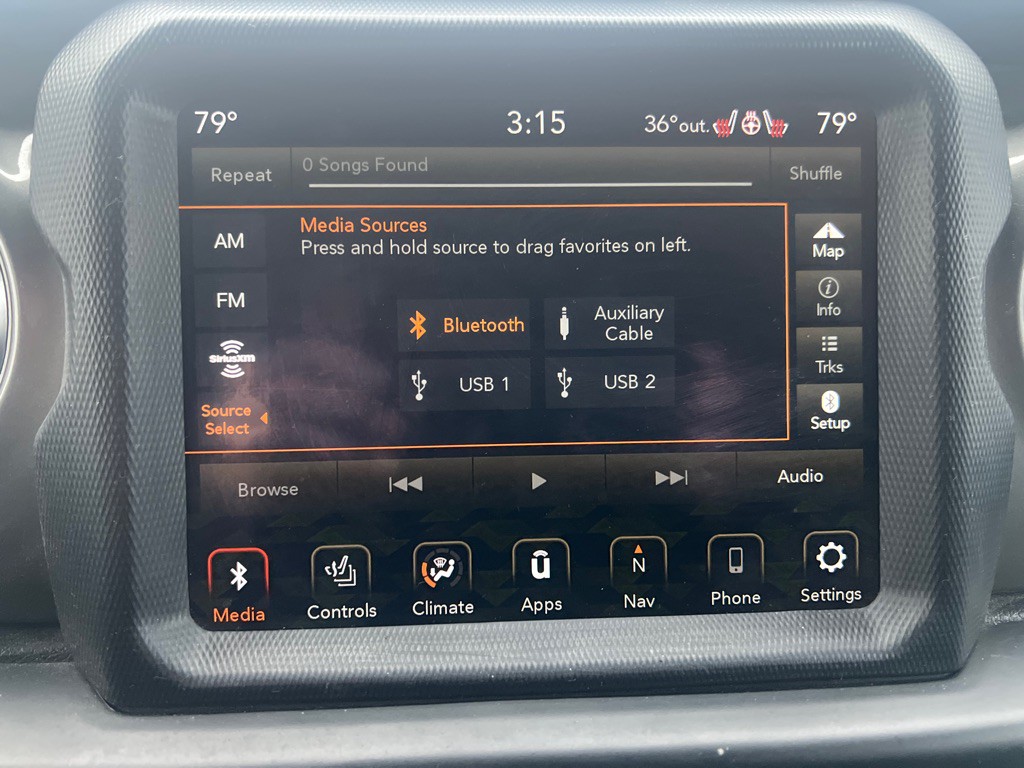 79°
3:15
36°out.
79°
Repeat
0 Songs Found
Shuffle
AM
Media Sources
Press and hold source to drag favorites on left.
Map
FM
Info
Bluetooth
Auxiliary
Cable
SiriusXM
Trks
USB 1
USB 2
Source
Select
Setup
Browse
Audio
Media
Controls
Climate
u
Apps
N
Nav
Phone
Settings